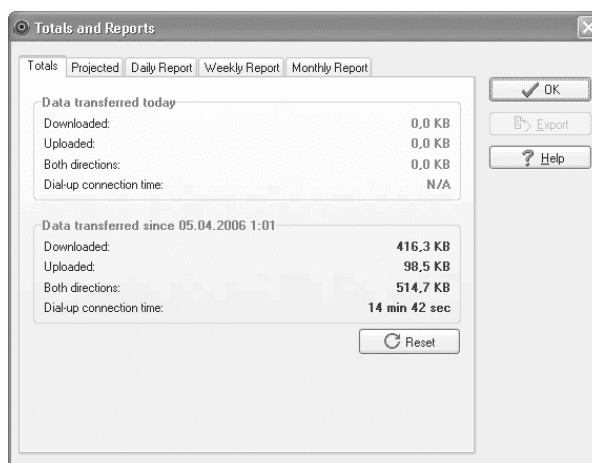 Totals and Reports
Totals Projected Daily Report Weekly Report Monthly Report
OK
Export
Help
Data transferred today
Downloaded: 0,0 KB
Uploaded: 0,0 KB
Both directions: 0,0 KB
Dial-up connection time: N/A
Data transferred since 05.04.2006 1:01
Downloaded: 416,3 KB
Uploaded: 98,5 KB
Both directions: 514,7 KB
Dial-up connection time: 14 min 42 sec
Reset